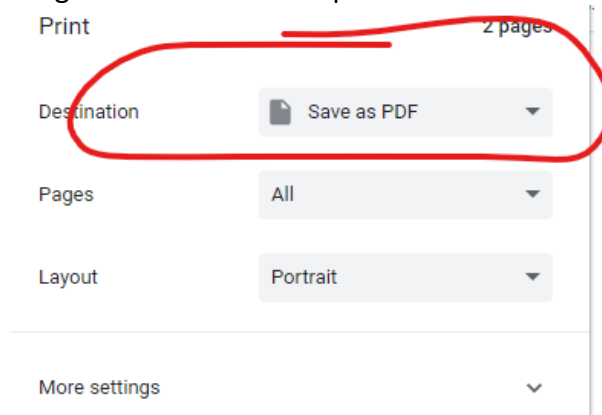 Print 2 pages
Destination Save as PDF
Pages All
Layout Portrait
More settings